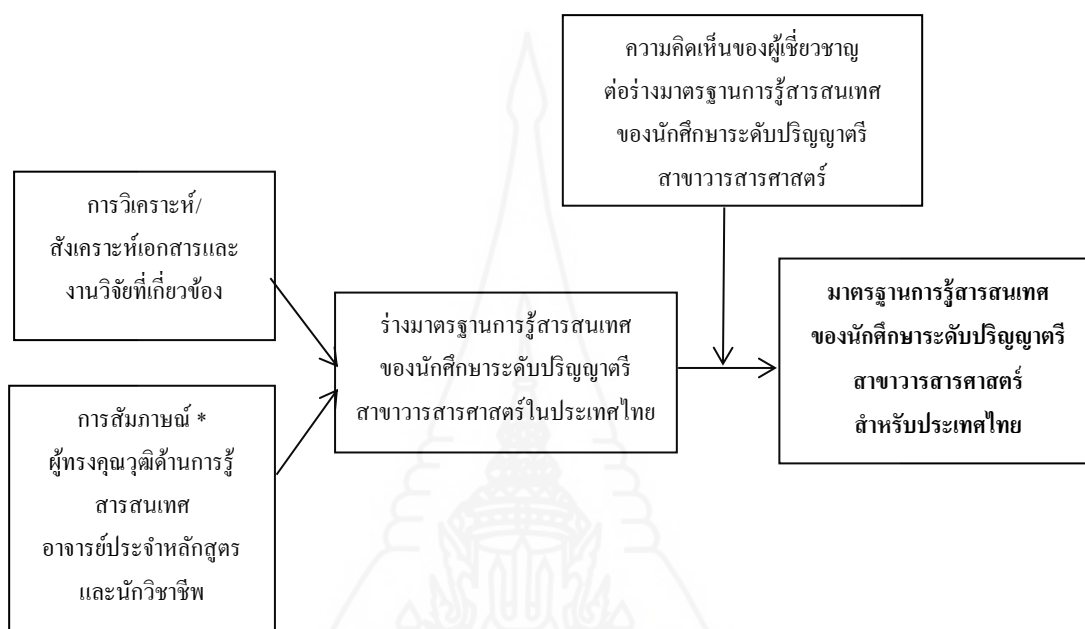 ความคิดเห็นของผู้เชี่ยวชาญ
ต่อร่างมาตรฐานการรู้สารสนเทศ
ของนักศึกษาระดับปริญญาตรี
สาขาวารสารศาสตร์
การวิเคราะห์/
สังเคราะห์เอกสารและ
งานวิจัยที่เกี่ยวข้อง
ร่างมาตรฐานการรู้สารสนเทศ
ของนักศึกษาระดับปริญญาตรี
สาขาวารสารศาสตร์ในประเทศไทย
มาตรฐานการรู้สารสนเทศ
ของนักศึกษาระดับปริญญาตรี
สาขาวารสารศาสตร์
สำหรับประเทศไทย
การสัมภาษณ์ *
ผู้ทรงคุณวุฒิด้านการรู้
สารสนเทศ
อาจารย์ประจำหลักสูตร
และนักวิชาชีพ